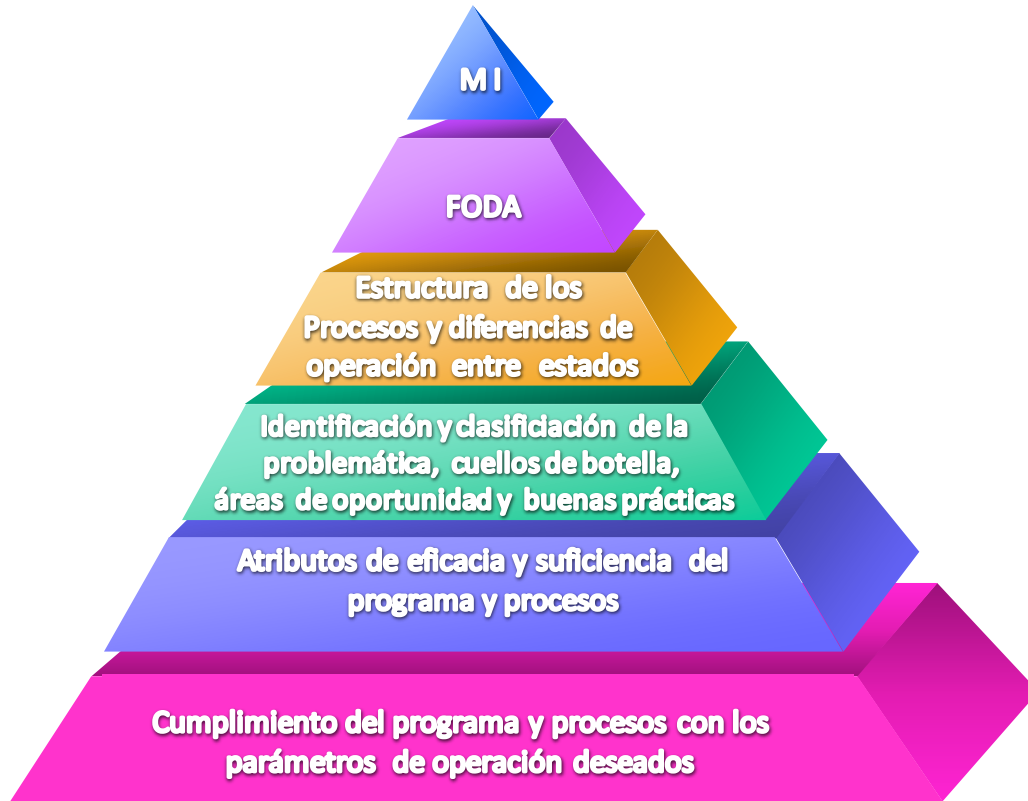 M I
FODA
Estructura de los
Procesos y diferencias de
operación entre estados
Identificación y clasificiación de la
problemática, cuellos de botella,
áreas de oportunidad y buenas prácticas
Atributos de eficacia y suficiencia del
programa y procesos
Cumplimiento del programa y procesos con los
parámetros de operación deseados